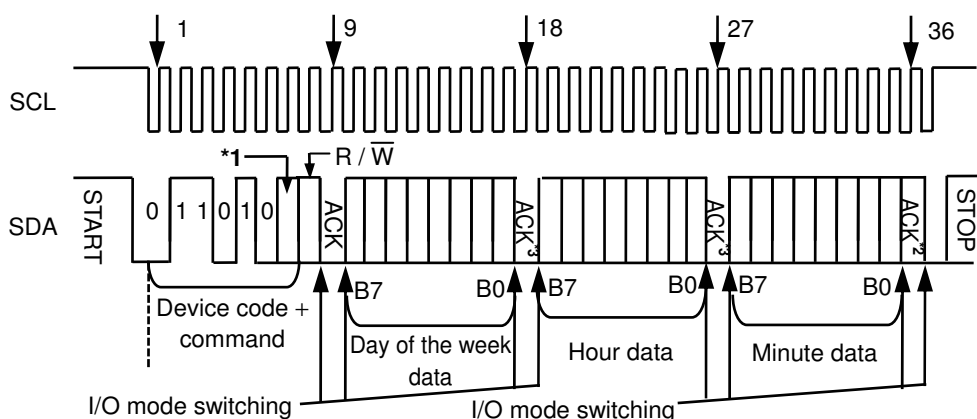 1 9 18 27 36
SCL
*1 R / W
SDA START 0 1 1 0 1 0 ACK ACK*3 ACK*3 ACK*2 STOP
B7 B0 B7 B0 B7 B0
Device code +
command
Day of the week
data
Hour data
Minute data
I/O mode switching I/O mode switching